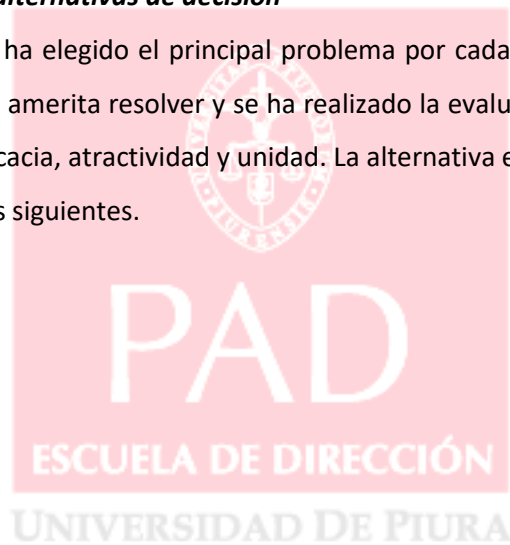 alternativas de decisión
ha elegido el principal problema por cada
amerita resolver y se ha realizado la evalu
cacia, atractividad y unidad. La alternativa e
s siguientes.
PAD
ESCUELA DE DIRECCIÓN
UNIVERSIDAD DE PIURA